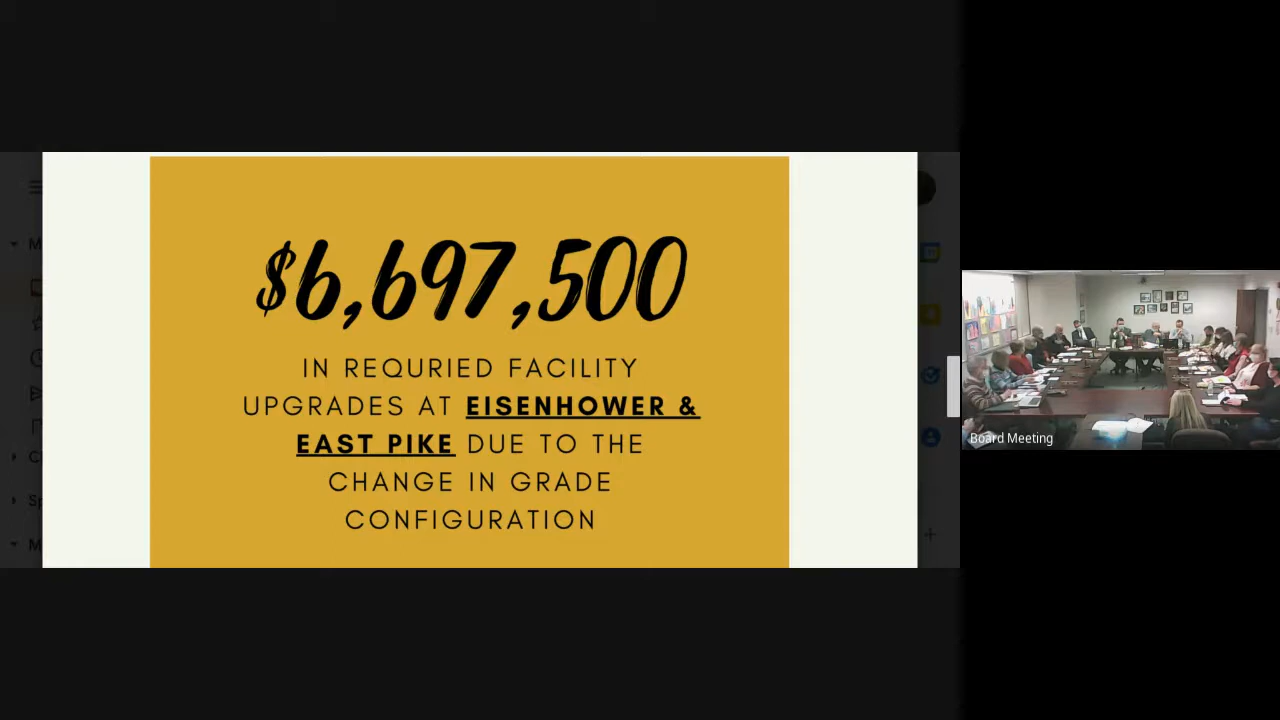 $6,697,500
IN REQURIED FACILITY
UPGRADES AT EISENHOWER &
EAST PIKE DUE TO THE
CHANGE IN GRADE
CONFIGURATION
Board Meeting